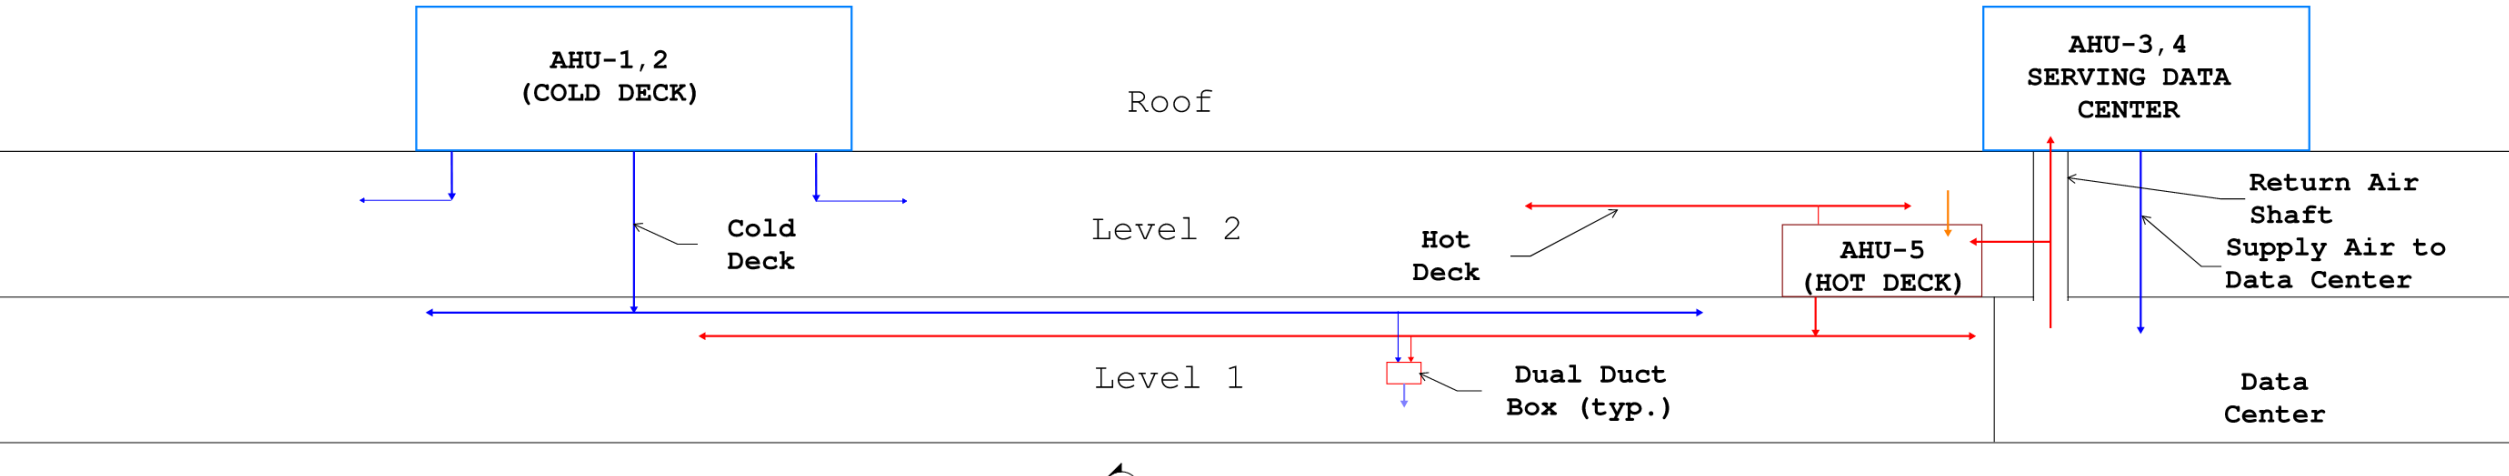 AHU-1,2
(COLD DECK)
Roof
AHU-3,4
SERVING DATA
CENTER
Cold
Deck
Level 2
Hot
Deck
AHU-5
(HOT DECK)
Return Air
Shaft
Supply Air to
Data Center
Level 1
Dual Duct
Box (typ.)
Data
Center